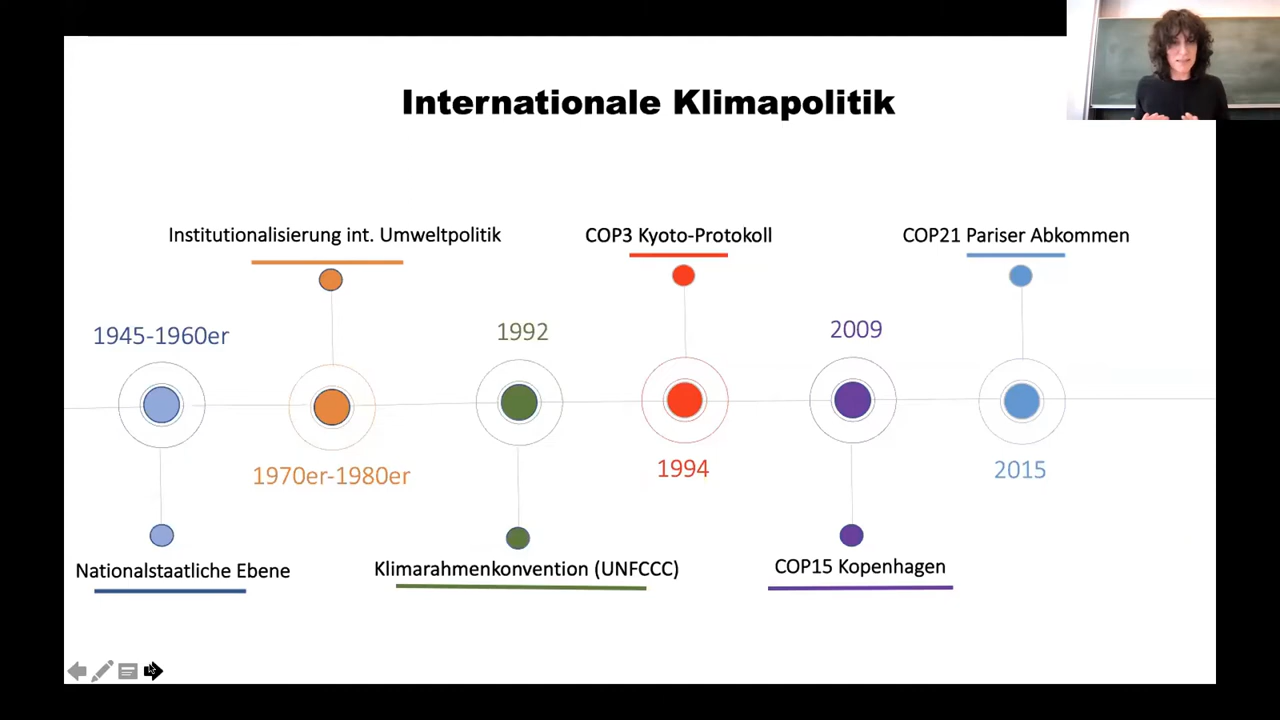 Internationale Klimapolitik
Institutionalisierung int. Umweltpolitik
COP3 Kyoto-Protokoll
COP21 Pariser Abkommen
1945-1960er
1992
2009
1970er-1980er
1994
2015
Nationalstaatliche Ebene
Klimarahmenkonvention (UNFCCC)
COP15 Kopenhagen